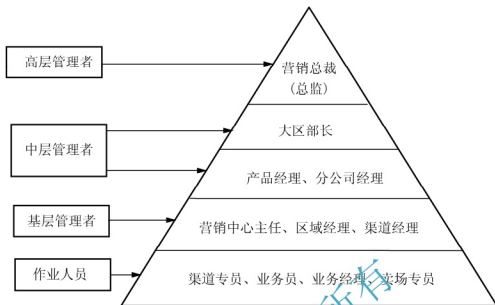 高层管理者
营销总裁
(总监)
中层管理者
大区部长
产品经理、分公司经理
基层管理者
营销中心主任、区域经理、渠道经理
作业人员
渠道专员、业务员、业务经理、卖场专员
所有